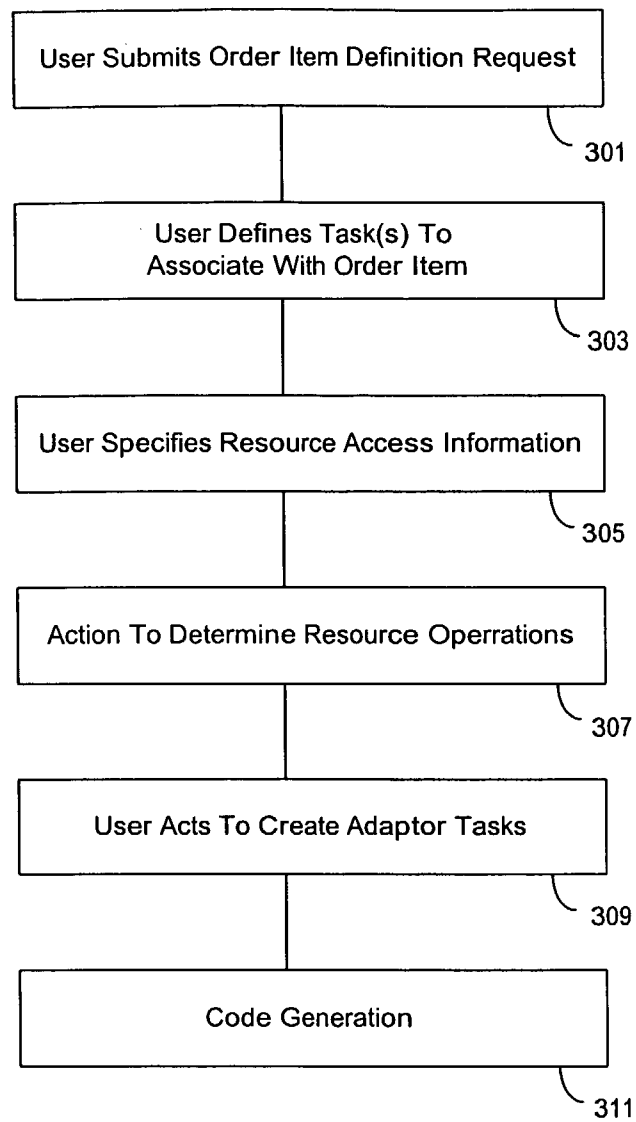 User Submits Order Item Definition Request
301
User Defines Task(s) To
Associate With Order Item
303
User Specifies Resource Access Information
305
Action To Determine Resource Operrations
307
User Acts To Create Adaptor Tasks
309
Code Generation
311